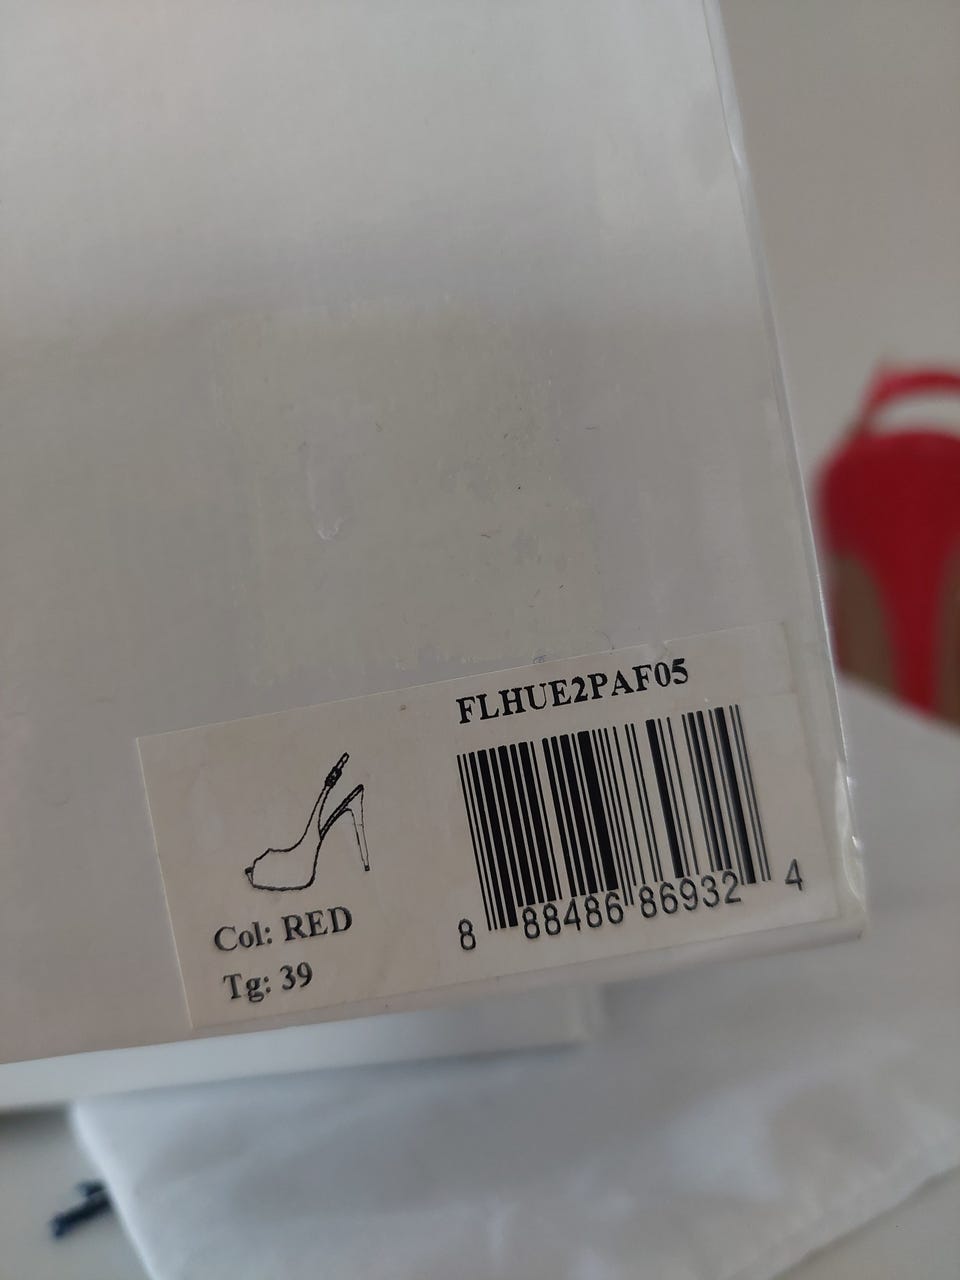 FLHUE2PAF05
8 88486 86932 4
Col: RED
Tg: 39